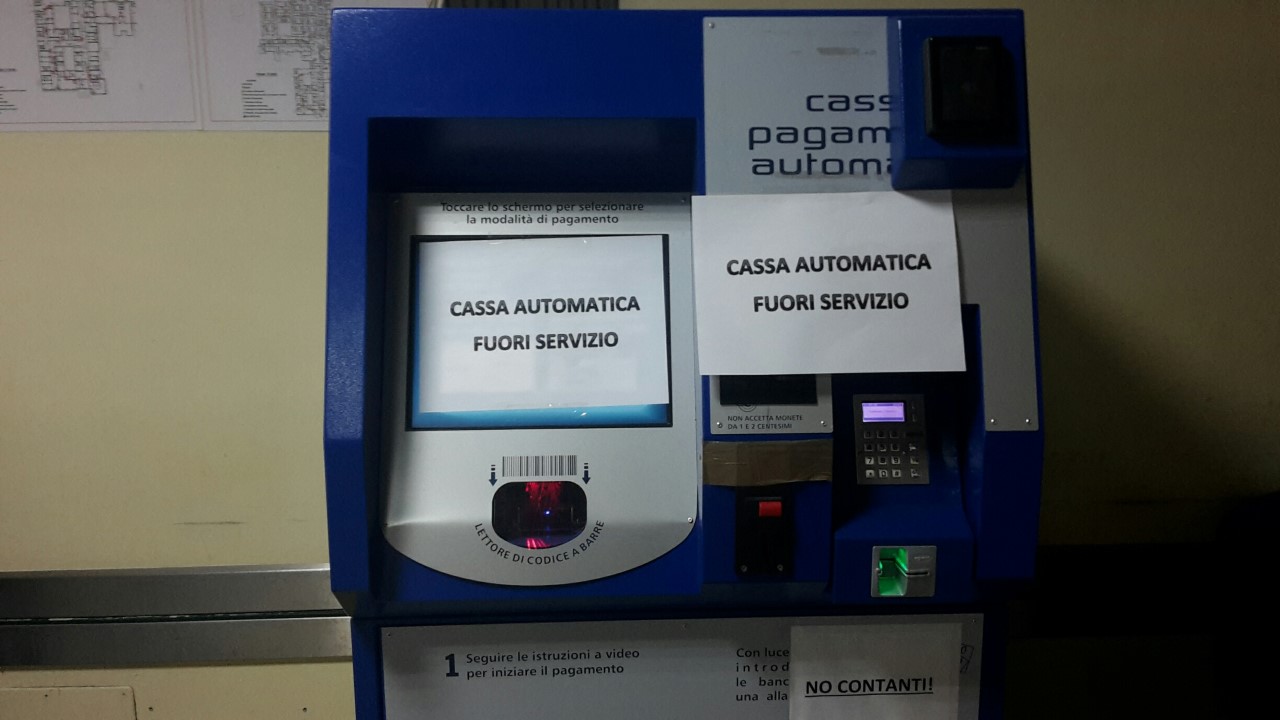 cass
pagam
automa
Toccare lo schermo per selezionare
la modalità di pagamento
CASSA AUTOMATICA
FUORI SERVIZIO
CASSA AUTOMATICA
FUORI SERVIZIO
NON ACCETTA MONETE
DA 1 E 2 CENTESIMI
LETTORE DI CODICE A BARRE
1 Seguire le istruzioni a video
per iniziare il pagamento
Con luce
introd
le banc
una alla
NO CONTANTI!